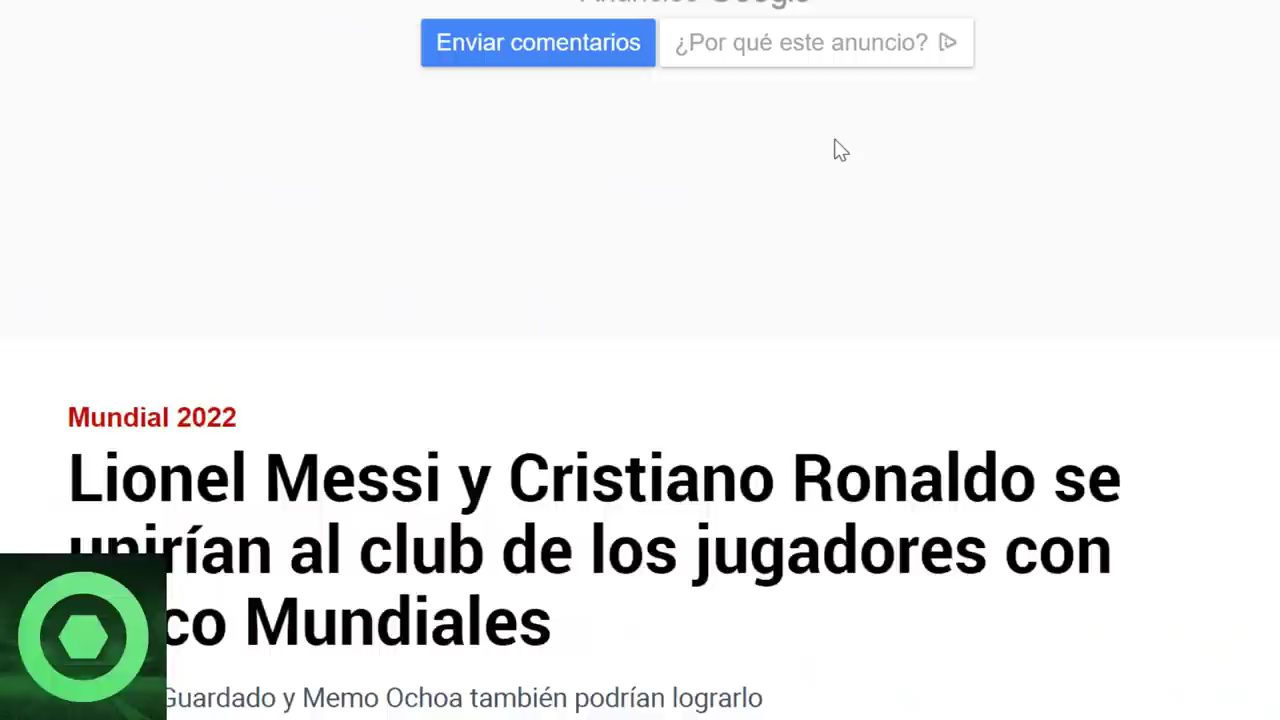 Google
Enviar comentarios
¿Por qué este anuncio?
Mundial 2022
Lionel Messi y Cristiano Ronaldo se
unirían al club de los jugadores con
co Mundiales
Guardado y Memo Ochoa también podrían lograrlo